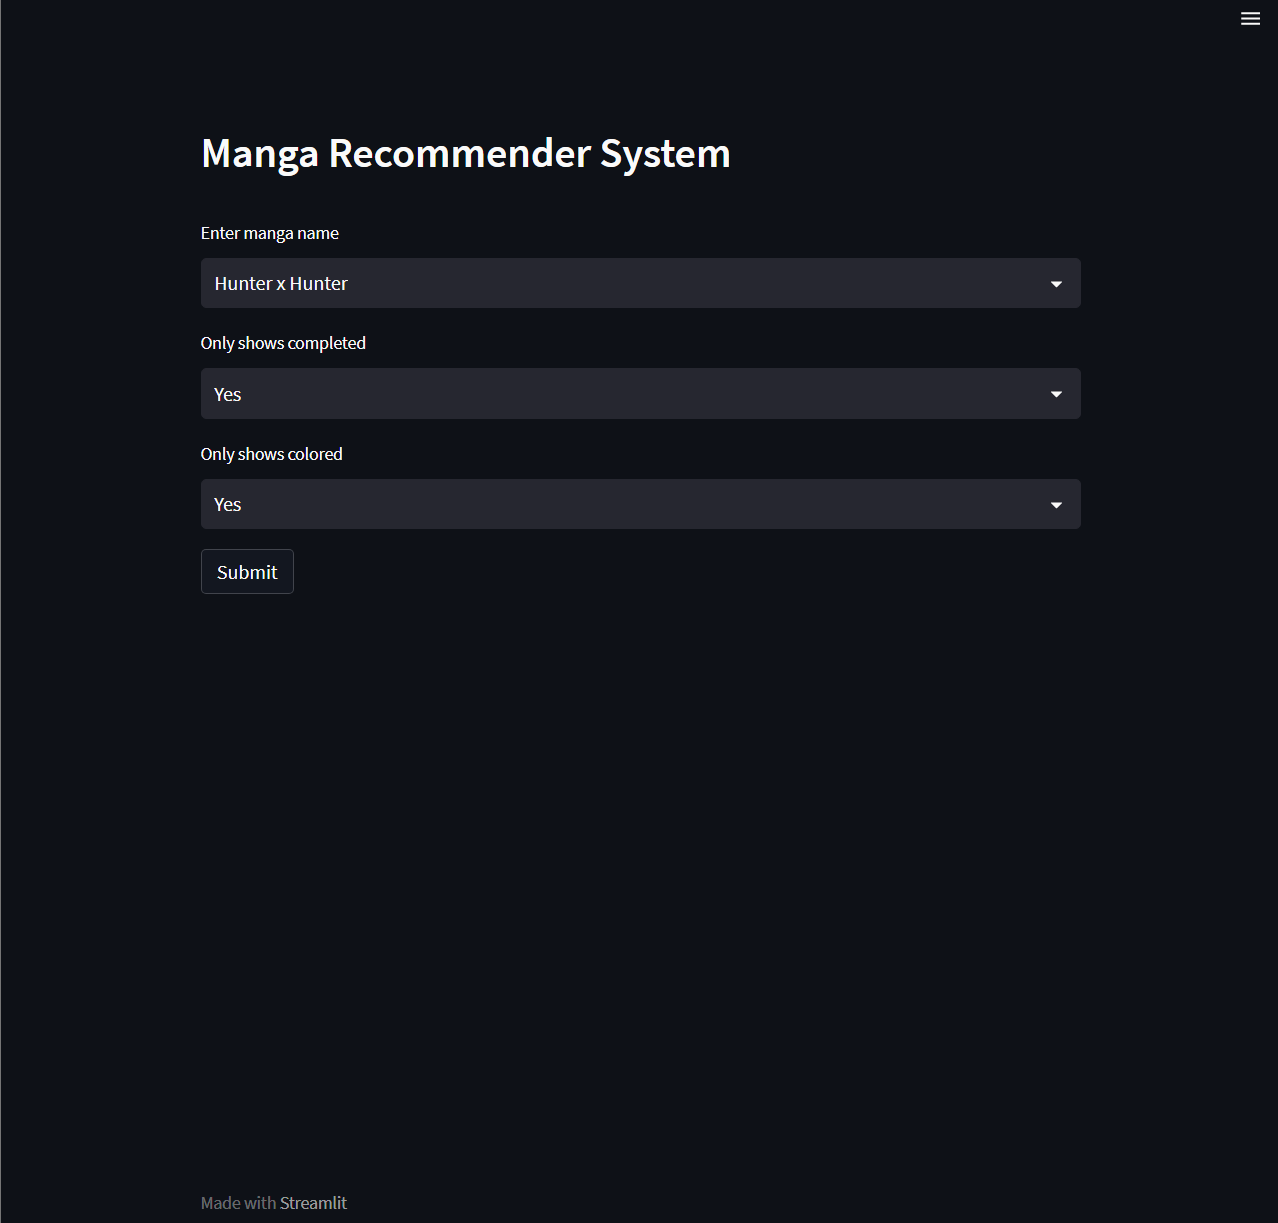 Manga Recommender System
Enter manga name
Hunter x Hunter
Only shows completed
Yes
Only shows colored
Yes
Submit
Made with Streamlit